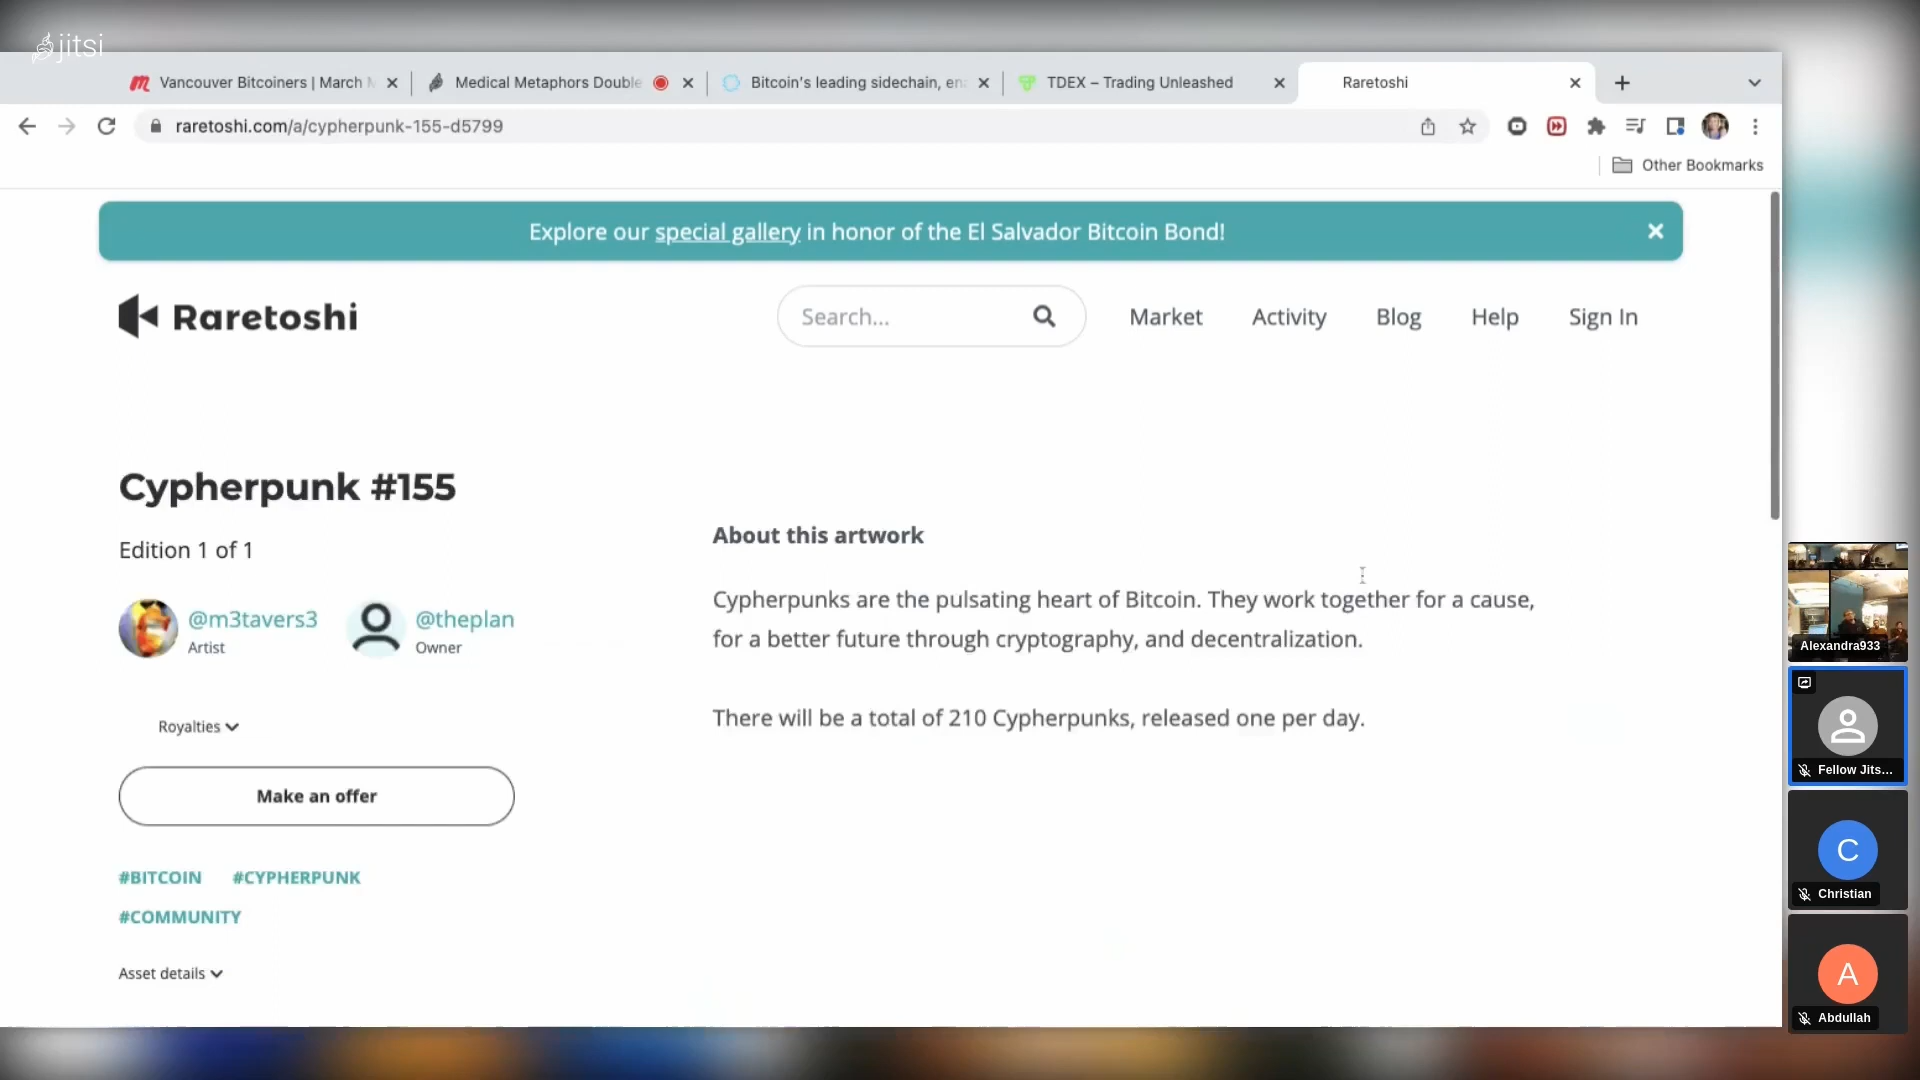 jitsi
Vancouver Bitcoiners | March
Medical Metaphors Double
Bitcoin's leading sidechain, en
TDEX – Trading Unleashed
Raretoshi
raretoshi.com/a/cypherpunk-155-d5799
Other Bookmarks
Explore our special gallery in honor of the El Salvador Bitcoin Bond!
Raretoshi
Search...
Market
Activity
Blog
Help
Sign In
Cypherpunk #155
Edition 1 of 1
@m3tavers3
Artist
@theplan
Owner
Royalties
Make an offer
#BITCOIN #CYPHERPUNK
#COMMUNITY
Asset details
About this artwork
Cypherpunks are the pulsating heart of Bitcoin. They work together for a cause,
for a better future through cryptography, and decentralization.
There will be a total of 210 Cypherpunks, released one per day.
Alexandra933
Fellow Jits...
C
Christian
A
Abdullah